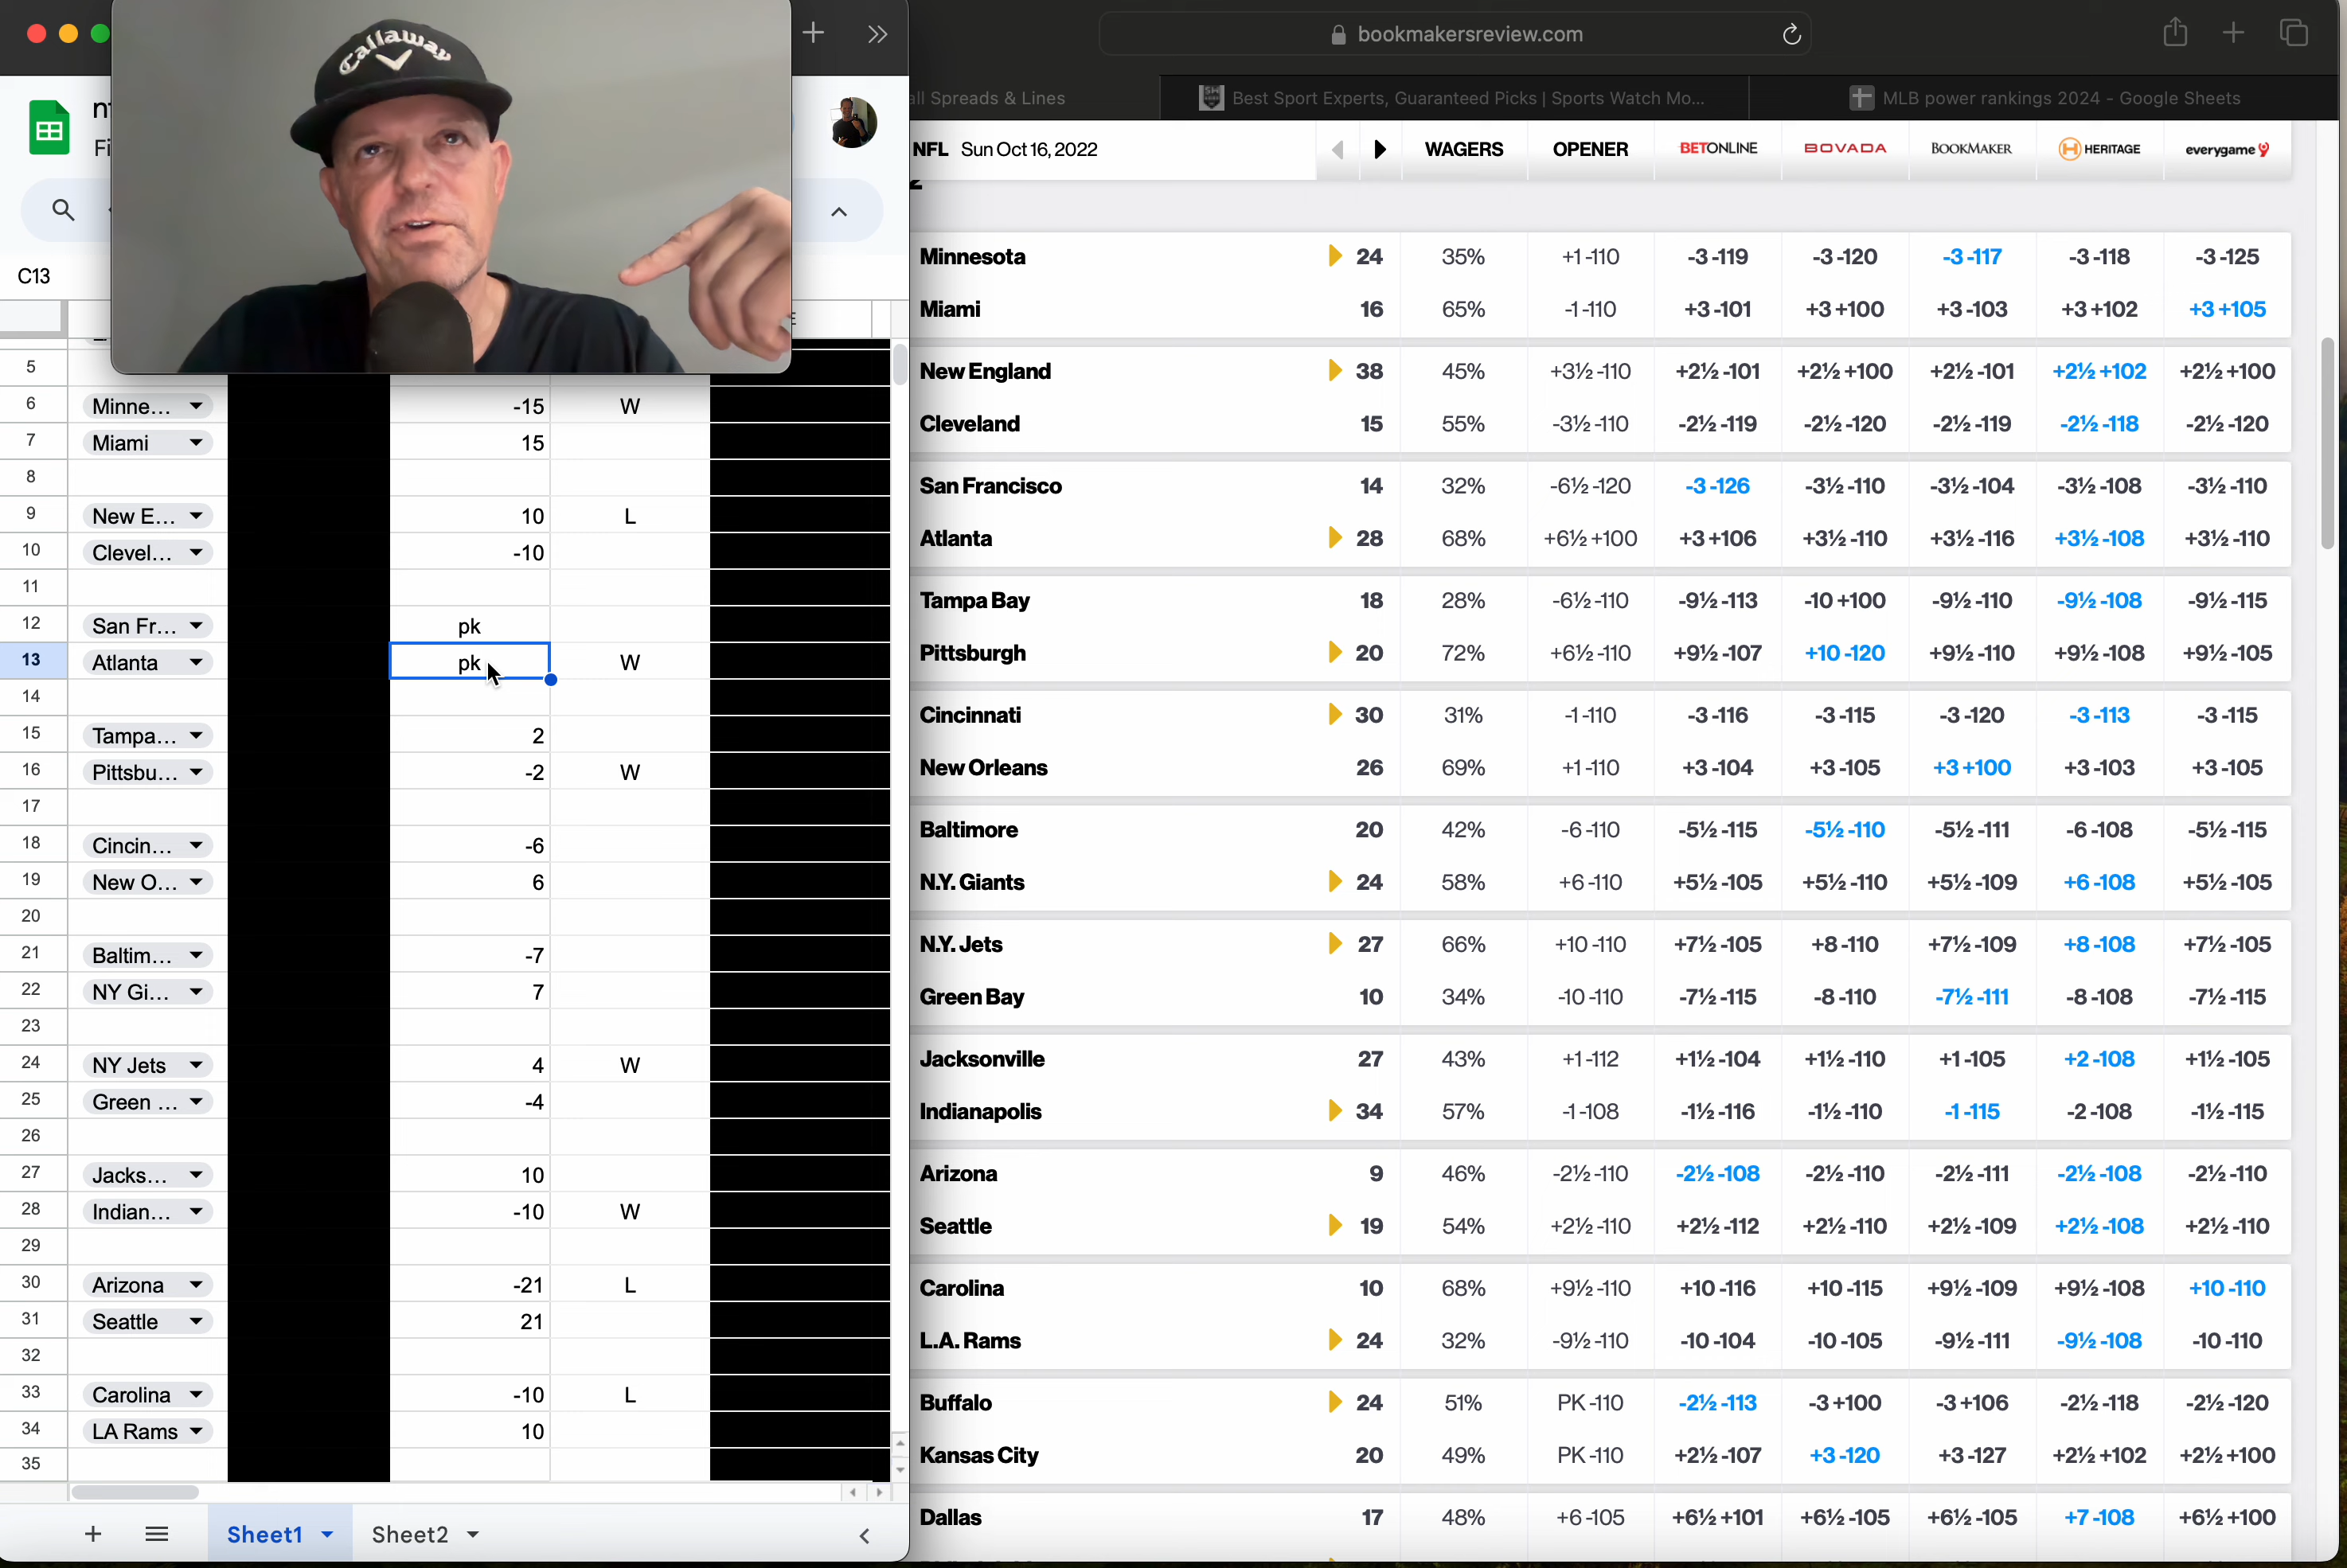 Callaway
bookmakersreview.com
all Spreads & Lines
Best Sport Experts, Guaranteed Picks | Sports Watch Mo...
MLB power rankings 2024 - Google Sheets
Fi
C13
5
6 Minne... -15 W
7 Miami 15
8
9 New E... 10 L
10 Clevel... -10
11
12 San Fr... pk
13 Atlanta pk W
14
15 Tampa... 2
16 Pittsbu... -2 W
17
18 Cincin... -6
19 New O... 6
20
21 Baltim... -7
22 NY Gi... 7
23
24 NY Jets 4 W
25 Green ... -4
26
27 Jacks... 10
28 Indian... -10 W
29
30 Arizona -21 L
31 Seattle 21
32
33 Carolina -10 L
34 LA Rams 10
35
Sheet1 Sheet2
NFL Sun Oct 16, 2022 WAGERS OPENER BETONLINE BOVADA BOOKMAKER HERITAGE everygame
Minnesota 24 35% +1 -110 -3 -119 -3 -120 -3 -117 -3 -118 -3 -125
Miami 16 65% -1 -110 +3 -101 +3 +100 +3 -103 +3 +102 +3 +105
New England 38 45% +3½ -110 +2½ -101 +2½ +100 +2½ -101 +2½ +102 +2½ +100
Cleveland 15 55% -3½ -110 -2½ -119 -2½ -120 -2½ -119 -2½ -118 -2½ -120
San Francisco 14 32% -6½ -120 -3 -126 -3½ -110 -3½ -104 -3½ -108 -3½ -110
Atlanta 28 68% +6½ +100 +3 +106 +3½ -110 +3½ -116 +3½ -108 +3½ -110
Tampa Bay 18 28% -6½ -110 -9½ -113 -10 +100 -9½ -110 -9½ -108 -9½ -115
Pittsburgh 20 72% +6½ -110 +9½ -107 +10 -120 +9½ -110 +9½ -108 +9½ -105
Cincinnati 30 31% -1 -110 -3 -116 -3 -115 -3 -120 -3 -113 -3 -115
New Orleans 26 69% +1 -110 +3 -104 +3 -105 +3 +100 +3 -103 +3 -105
Baltimore 20 42% -6 -110 -5½ -115 -5½ -110 -5½ -111 -6 -108 -5½ -115
N.Y. Giants 24 58% +6 -110 +5½ -105 +5½ -110 +5½ -109 +6 -108 +5½ -105
N.Y. Jets 27 66% +10 -110 +7½ -105 +8 -110 +7½ -109 +8 -108 +7½ -105
Green Bay 10 34% -10 -110 -7½ -115 -8 -110 -7½ -111 -8 -108 -7½ -115
Jacksonville 27 43% +1 -112 +1½ -104 +1½ -110 +1 -105 +2 -108 +1½ -105
Indianapolis 34 57% -1 -108 -1½ -116 -1½ -110 -1 -115 -2 -108 -1½ -115
Arizona 9 46% -2½ -110 -2½ -108 -2½ -110 -2½ -111 -2½ -108 -2½ -110
Seattle 19 54% +2½ -110 +2½ -112 +2½ -110 +2½ -109 +2½ -108 +2½ -110
Carolina 10 68% +9½ -110 +10 -116 +10 -115 +9½ -109 +9½ -108 +10 -110
L.A. Rams 24 32% -9½ -110 -10 -104 -10 -105 -9½ -111 -9½ -108 -10 -110
Buffalo 24 51% PK -110 -2½ -113 -3 +100 -3 +106 -2½ -118 -2½ -120
Kansas City 20 49% PK -110 +2½ -107 +3 -120 +3 -127 +2½ +102 +2½ +100
Dallas 17 48% +6 -105 +6½ +101 +6½ -105 +6½ -105 +7 -108 +6½ +100